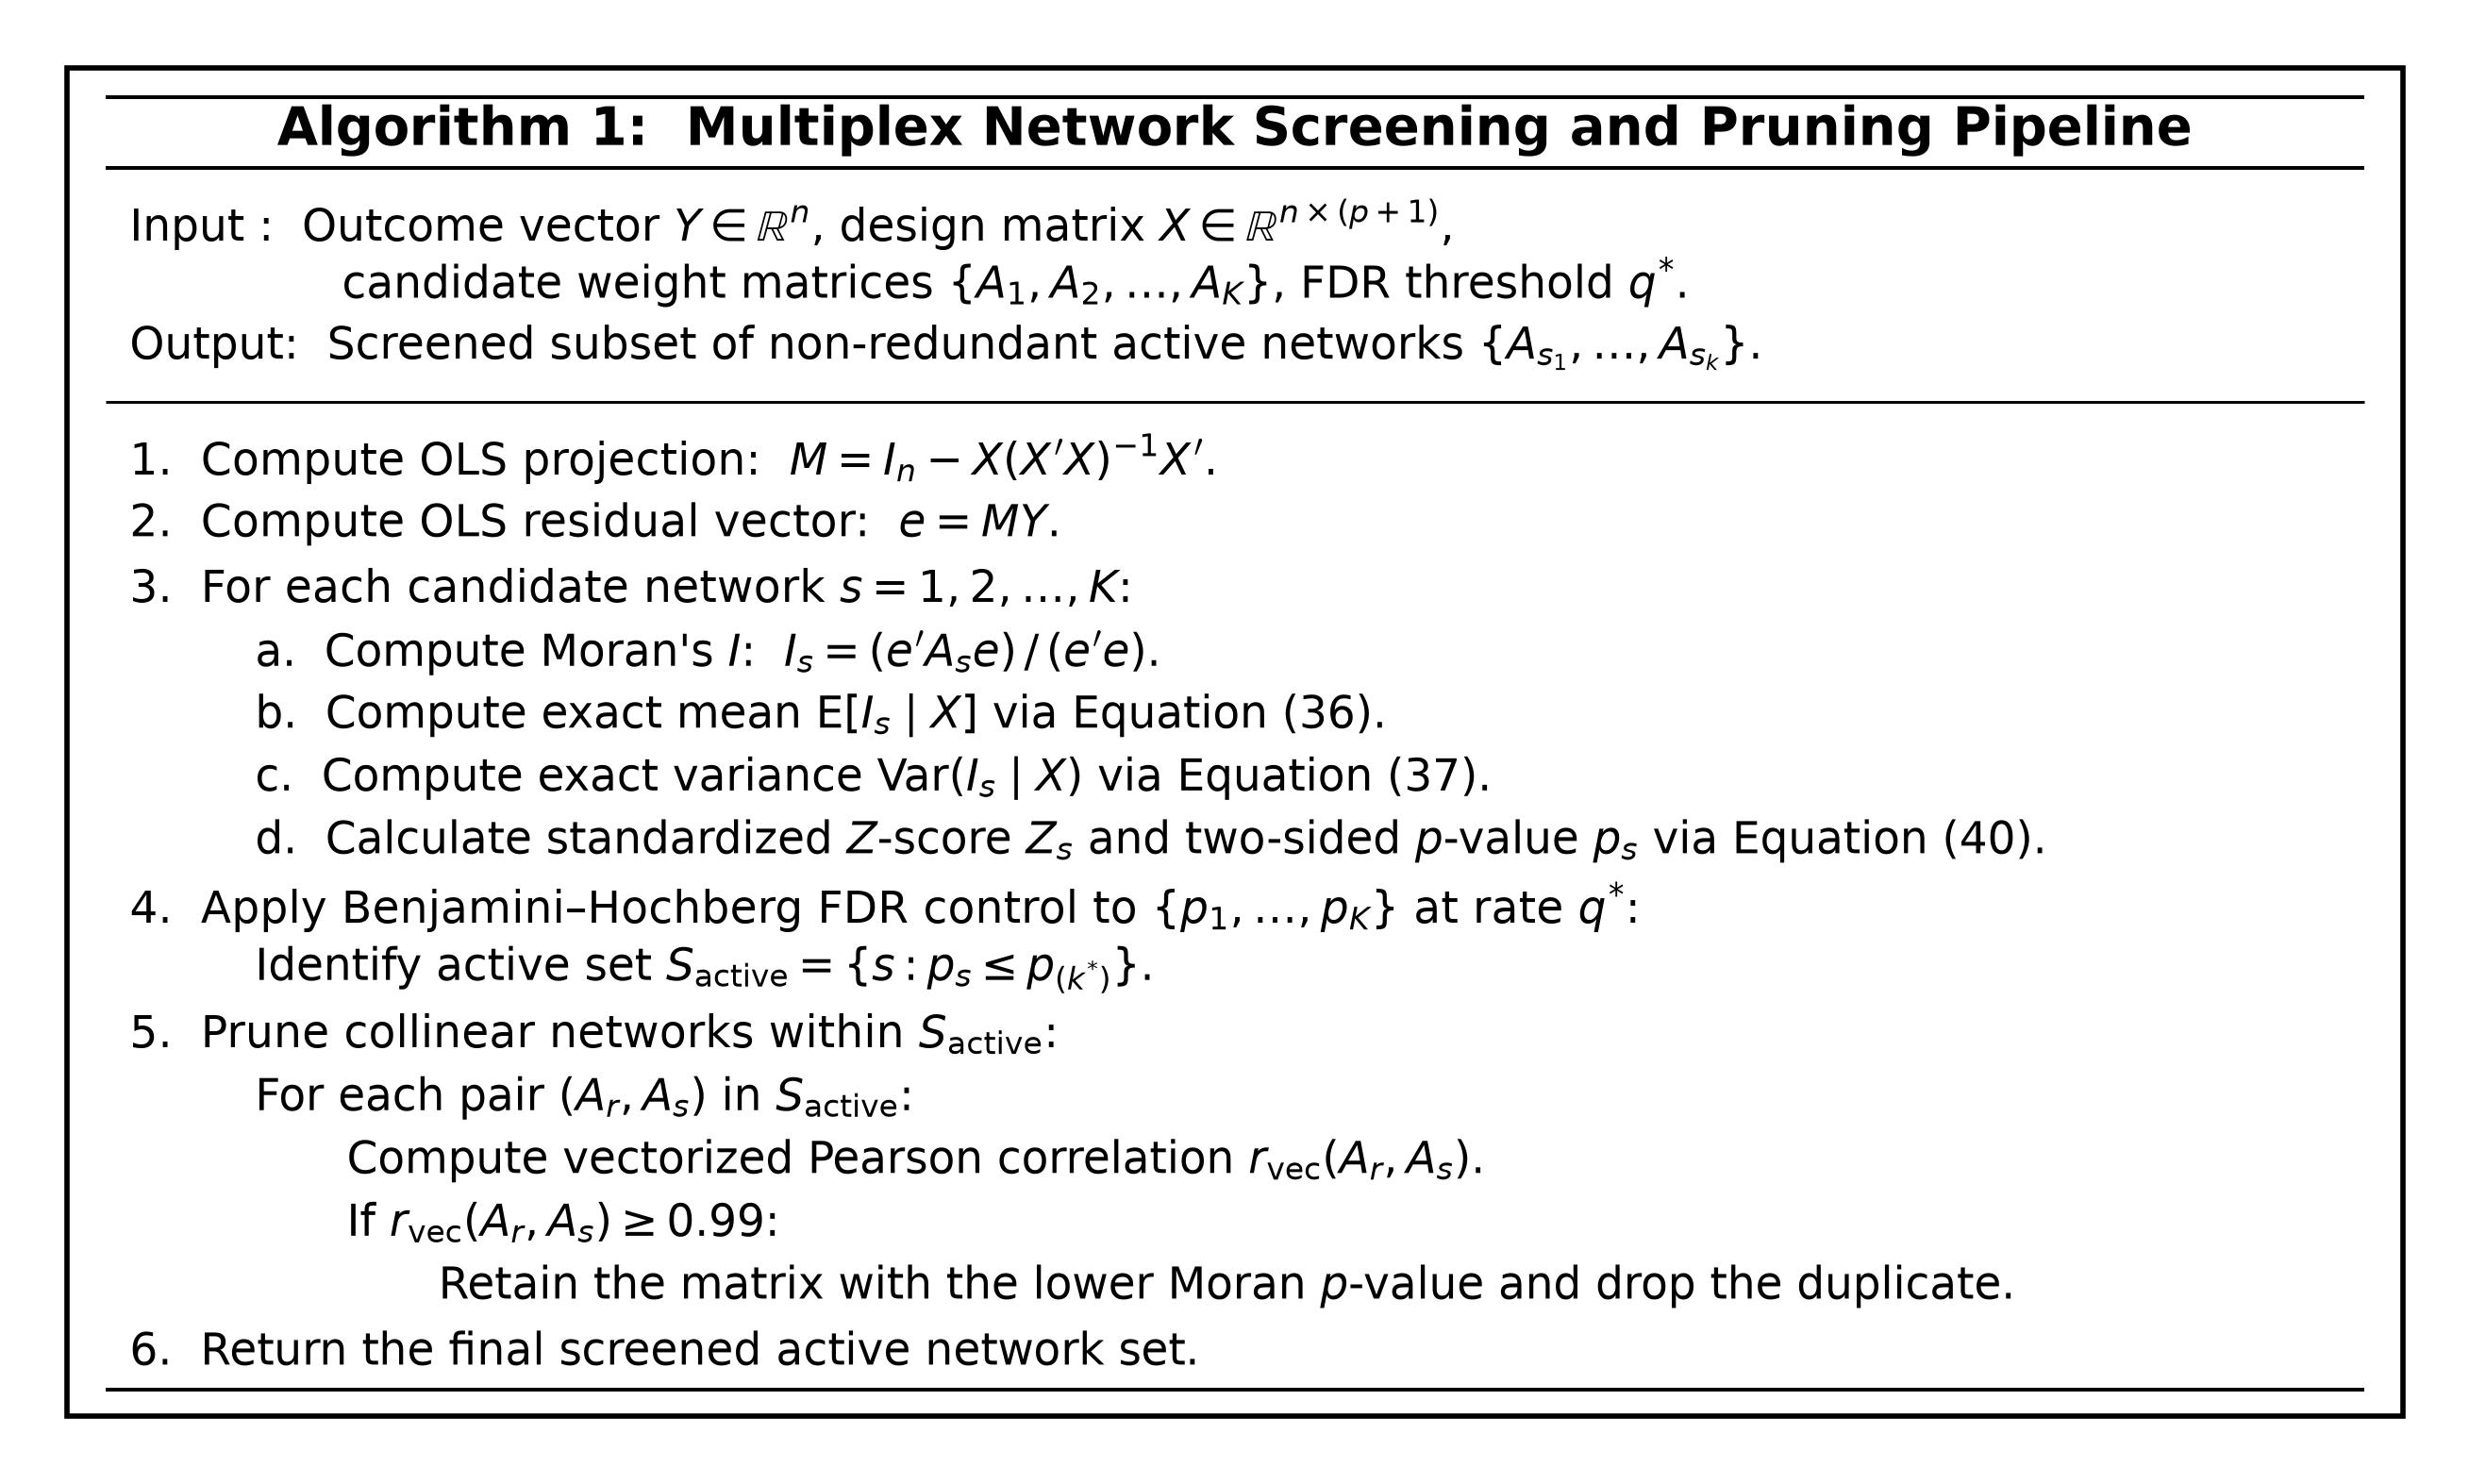 Algorithm 1: Multiplex Network Screening and Pruning Pipeline
Input : Outcome vector Y ∈ ℝⁿ, design matrix X ∈ ℝ^{n × (p + 1)},
candidate weight matrices {A₁, A₂, …, A_K}, FDR threshold q*.
Output: Screened subset of non-redundant active networks {A_{s₁}, …, A_{s_k}}.
1. Compute OLS projection: M = I_n − X(X′X)⁻¹X′.
2. Compute OLS residual vector: e = MY.
3. For each candidate network s = 1, 2, …, K:
a. Compute Moran's I: I_s = (e′A_s e) / (e′e).
b. Compute exact mean E[I_s | X] via Equation (36).
c. Compute exact variance Var(I_s | X) via Equation (37).
d. Calculate standardized Z-score Z_s and two-sided p-value p_s via Equation (40).
4. Apply Benjamini–Hochberg FDR control to {p₁, …, p_K} at rate q*:
Identify active set S_active = {s : p_s ≤ p_{(k*)}}.
5. Prune collinear networks within S_active:
For each pair (A_r, A_s) in S_active:
Compute vectorized Pearson correlation r_vec(A_r, A_s).
If r_vec(A_r, A_s) ≥ 0.99:
Retain the matrix with the lower Moran p-value and drop the duplicate.
6. Return the final screened active network set.